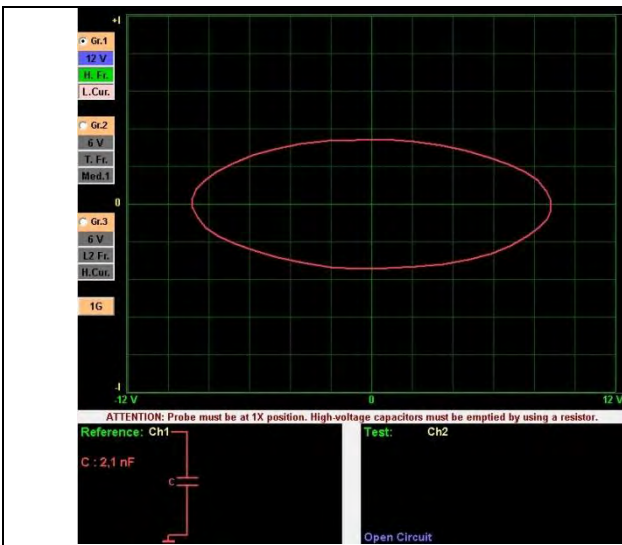 +I
Gr.1
12 V
H. Fr.
L.Cur.
Gr.2
6 V
T. Fr.
Med.1
0
Gr.3
6 V
L2 Fr.
H.Cur.
1G
-I
-12 V
0
12 V
ATTENTION: Probe must be at 1X position. High-voltage capacitors must be emptied by using a resistor.
Reference: Ch1
C : 2,1 nF
C
Test: Ch2
Open Circuit